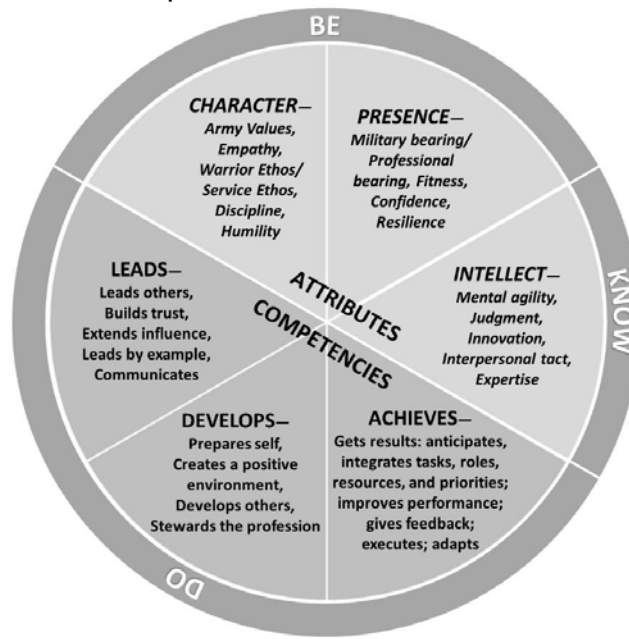 BE
CHARACTER—
Army Values,
Empathy,
Warrior Ethos/
Service Ethos,
Discipline,
Humility
PRESENCE—
Military bearing/
Professional
bearing, Fitness,
Confidence,
Resilience
KNOW
INTELLECT—
Mental agility,
Judgment,
Innovation,
Interpersonal tact,
Expertise
ATTRIBUTES
COMPETENCIES
LEADS—
Leads others,
Builds trust,
Extends influence,
Leads by example,
Communicates
DEVELOPS—
Prepares self,
Creates a positive
environment,
Develops others,
Stewards the profession
ACHIEVES—
Gets results: anticipates,
integrates tasks, roles,
resources, and priorities;
improves performance;
gives feedback;
executes; adapts
DO